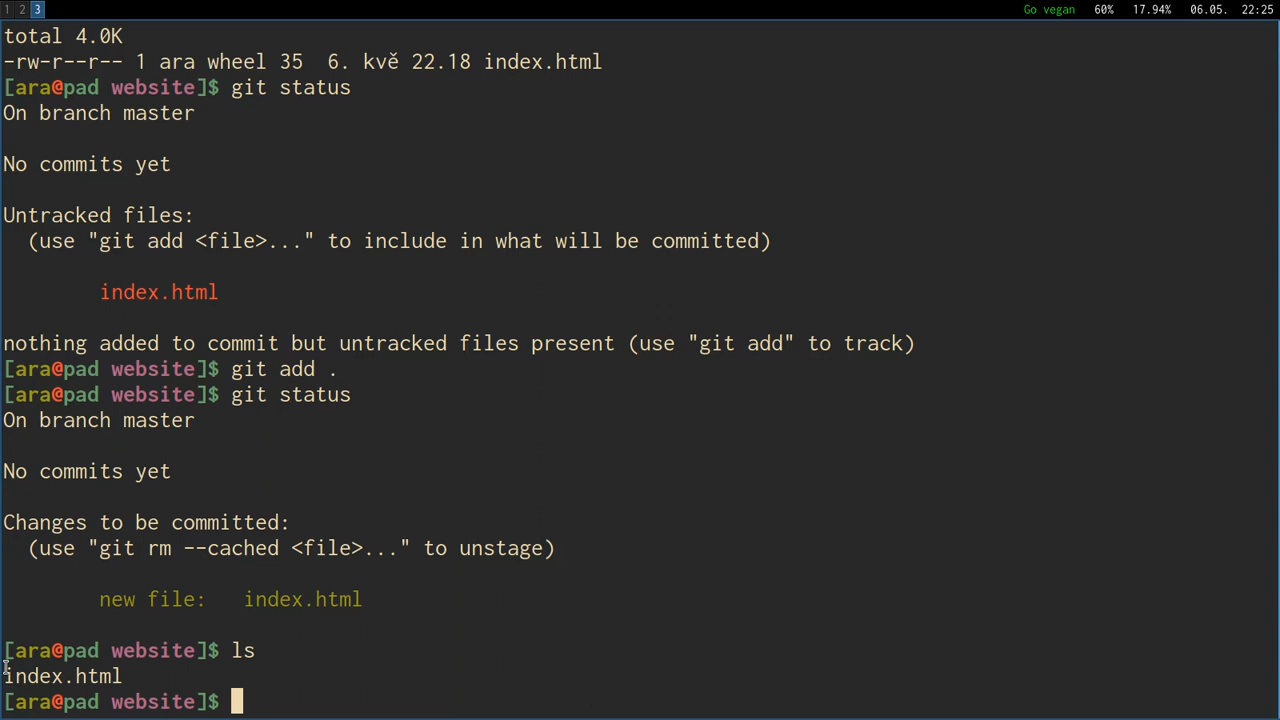 1 2 3 Go vegan 60% 17.94% 06.05. 22:25
total 4.0K
-rw-r--r-- 1 ara wheel 35  6. kvě 22.18 index.html
[ara@pad website]$ git status
On branch master
No commits yet
Untracked files:
  (use "git add <file>..." to include in what will be committed)
        index.html
nothing added to commit but untracked files present (use "git add" to track)
[ara@pad website]$ git add .
[ara@pad website]$ git status
On branch master
No commits yet
Changes to be committed:
  (use "git rm --cached <file>..." to unstage)
        new file:   index.html
[ara@pad website]$ ls
index.html
[ara@pad website]$